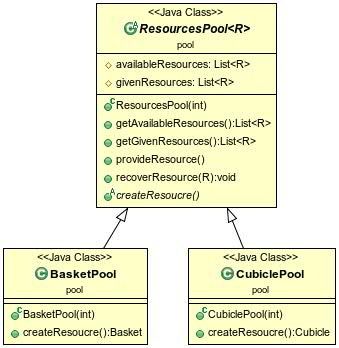 <<Java Class>>
ResourcesPool<R>
pool
availableResources: List<R>
givenResources: List<R>
ResourcesPool(int)
getAvailableResources():List<R>
getGivenResources():List<R>
provideResource()
recoverResource(R):void
createResoucre()
<<Java Class>>
BasketPool
pool
BasketPool(int)
createResoucre():Basket
<<Java Class>>
CubiclePool
pool
CubiclePool(int)
createResoucre():Cubicle